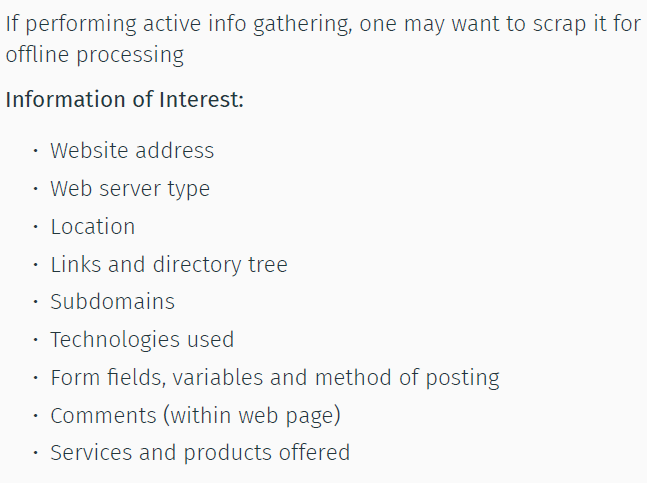 If performing active info gathering, one may want to scrap it for
offline processing
Information of Interest:
• Website address
• Web server type
• Location
• Links and directory tree
• Subdomains
• Technologies used
• Form fields, variables and method of posting
• Comments (within web page)
• Services and products offered